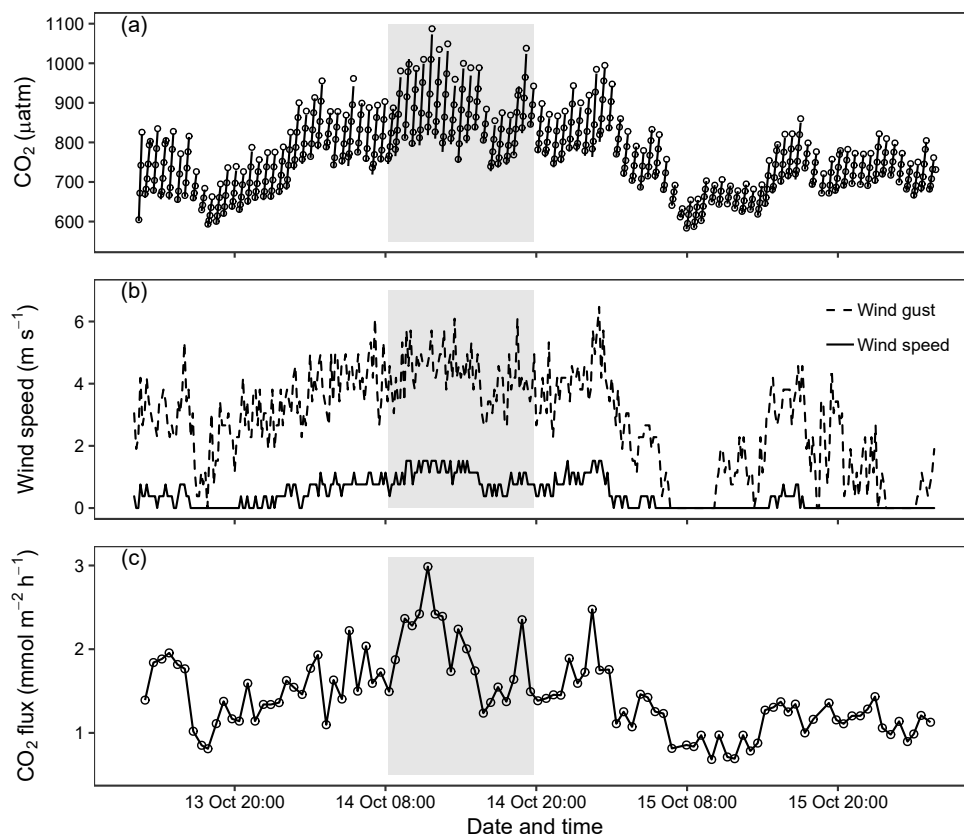 (a)
1100
1000
900
800
700
600
CO₂ (µatm)
(b)
6
4
2
0
Wind speed (m s⁻¹)
Wind gust
Wind speed
(c)
3
2
1
CO₂ flux (mmol m⁻² h⁻¹)
13 Oct 20:00 14 Oct 08:00 14 Oct 20:00 15 Oct 08:00 15 Oct 20:00
Date and time